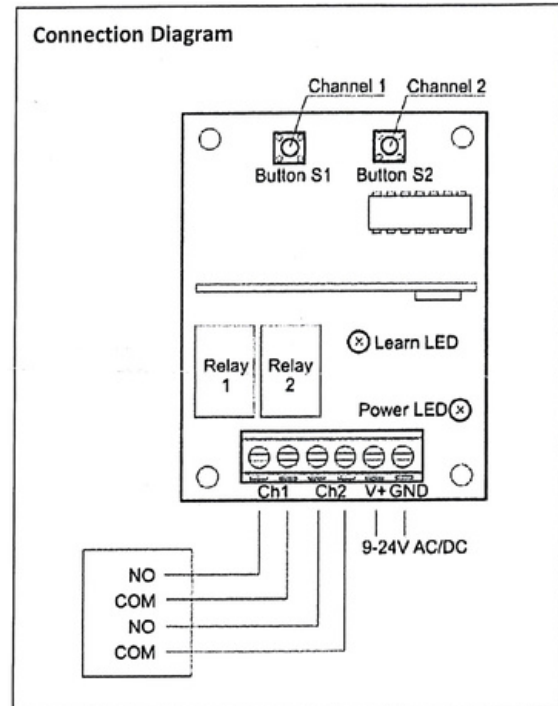 Connection Diagram
Channel 1 Channel 2
Button S1 Button S2
Learn LED
Relay 1 Relay 2
Power LED
Ch1 Ch2 V+ GND
9-24V AC/DC
NO
COM
NO
COM